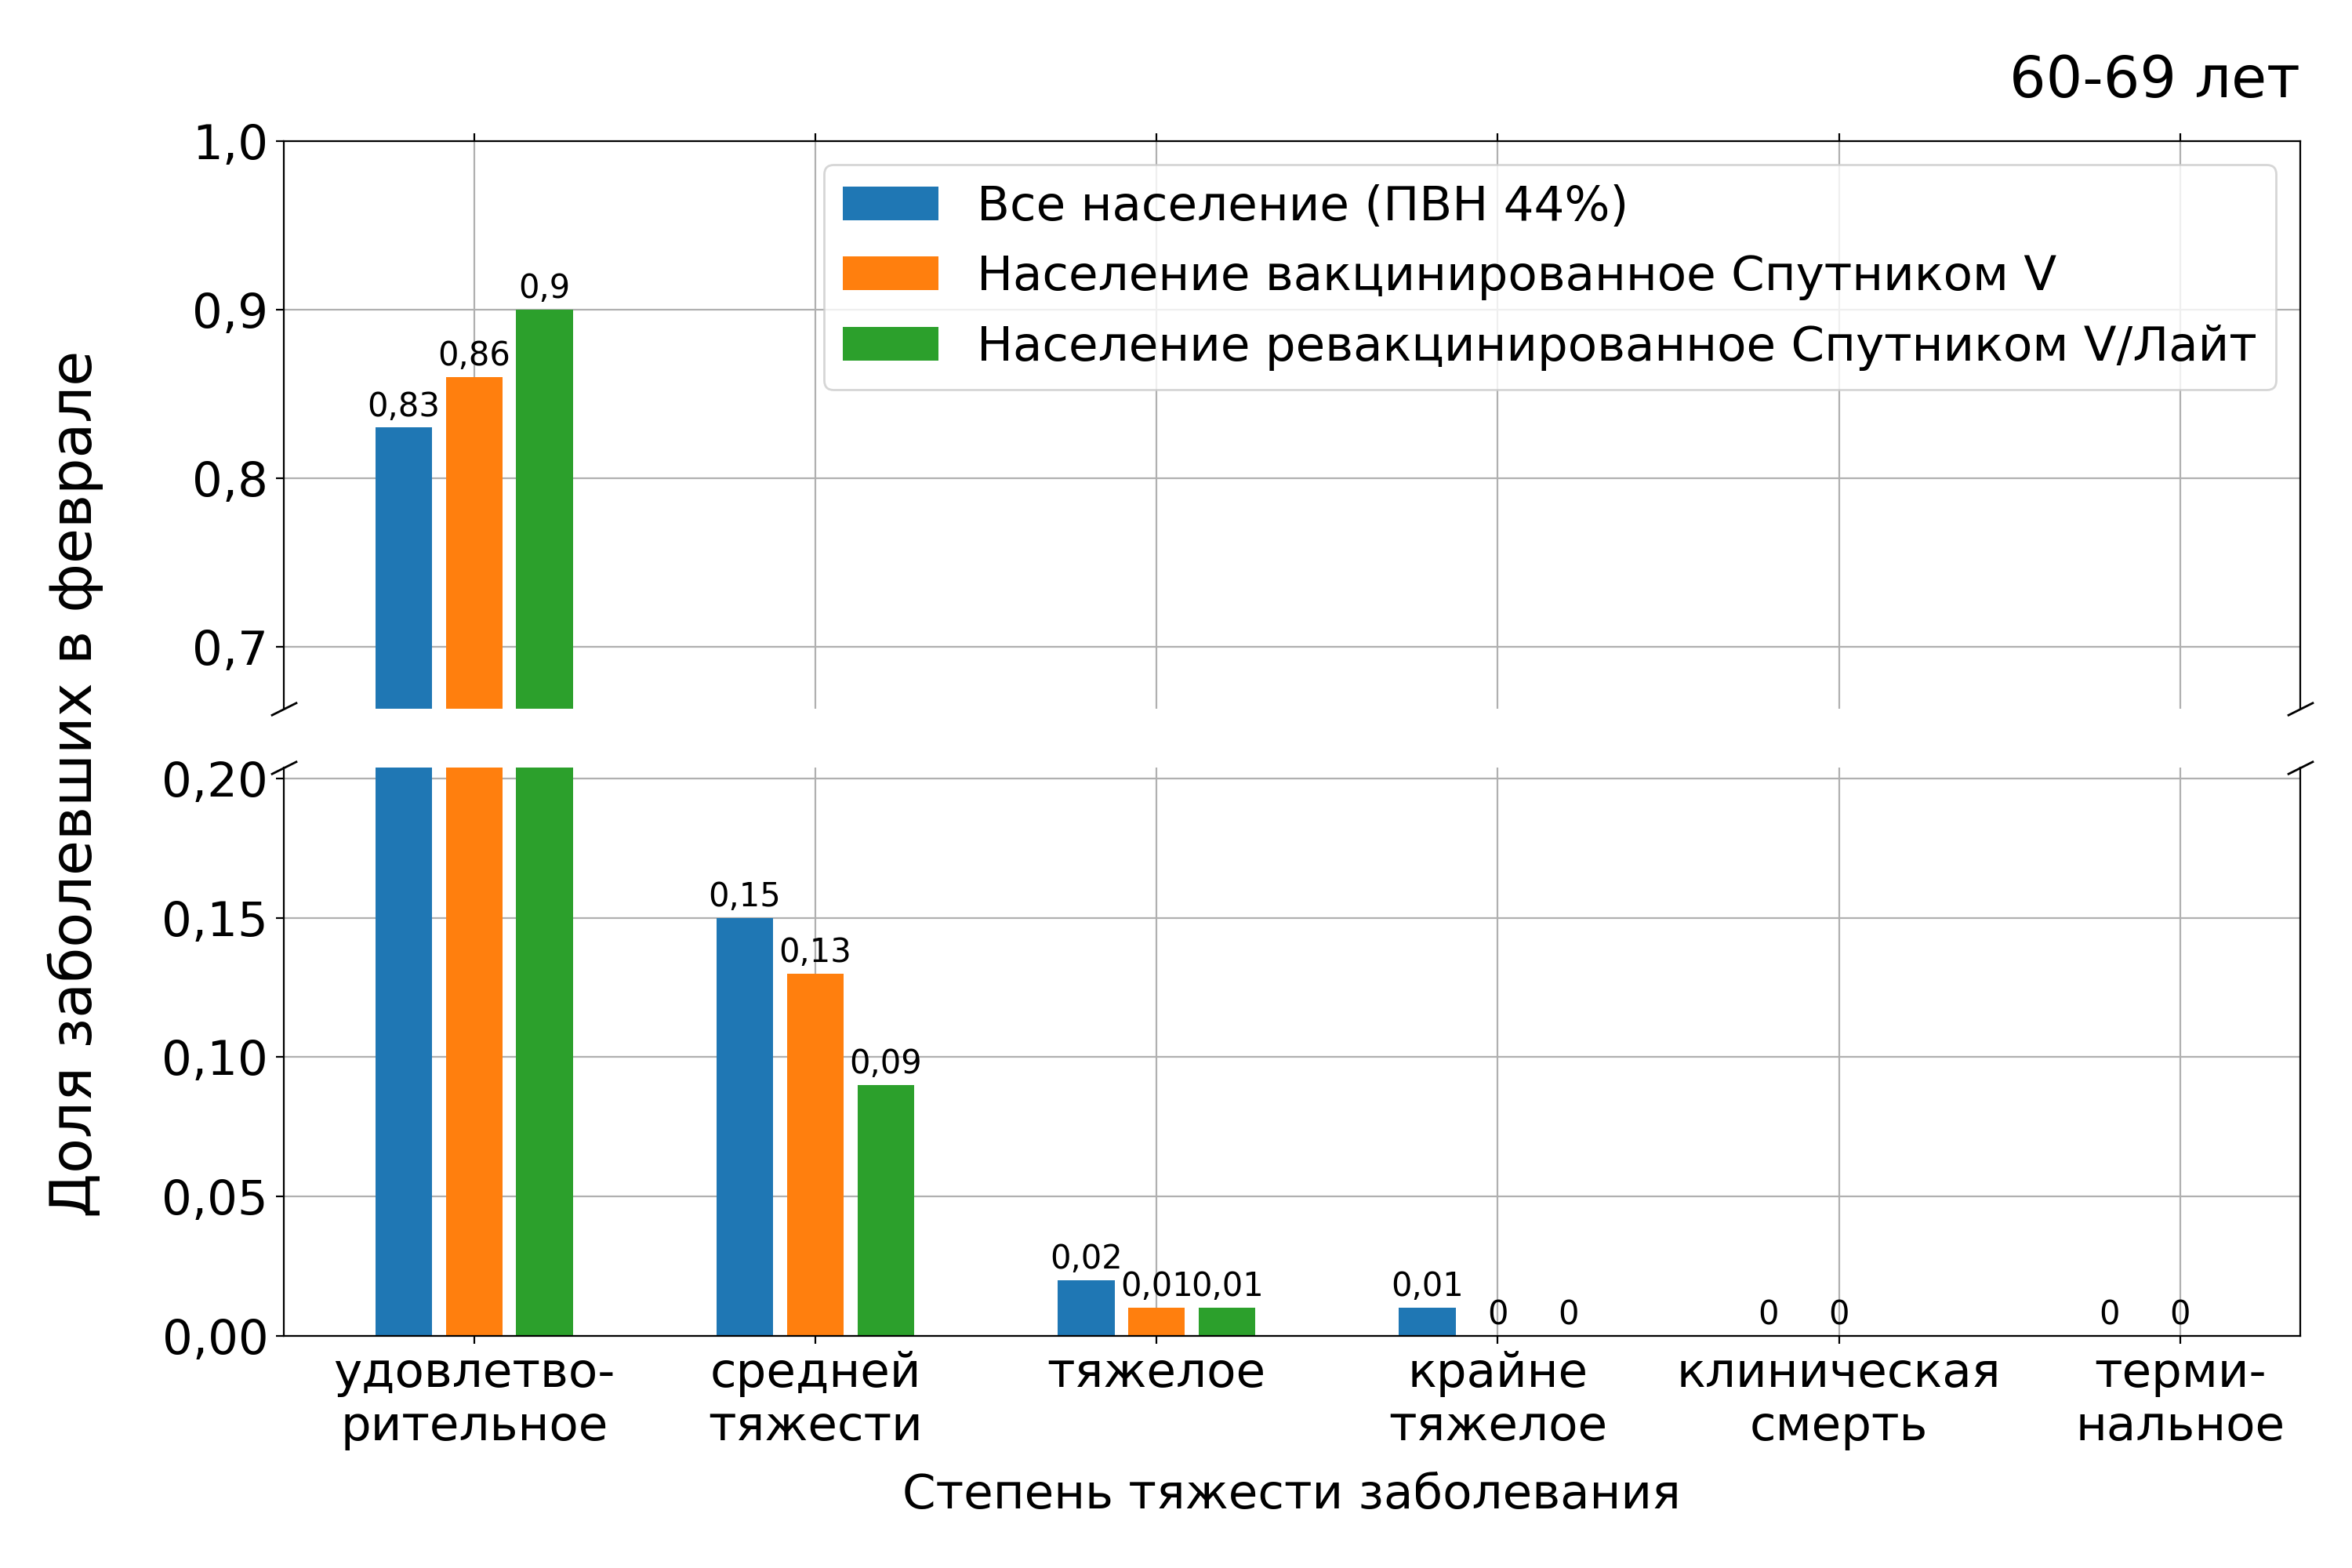 60-69 лет
Доля заболевших в феврале
1,0
0,9
0,8
0,7
0,20
0,15
0,10
0,05
0,00
Все население (ПВН 44%)
Население вакцинированное Спутником V
Население ревакцинированное Спутником V/Лайт
0,83
0,86
0,9
0,15
0,13
0,09
0,02
0,01
0,01
0,01
0
0
0
0
0
0
удовлетво-
рительное
средней
тяжести
тяжелое
крайне
тяжелое
клиническая
смерть
терми-
нальное
Степень тяжести заболевания